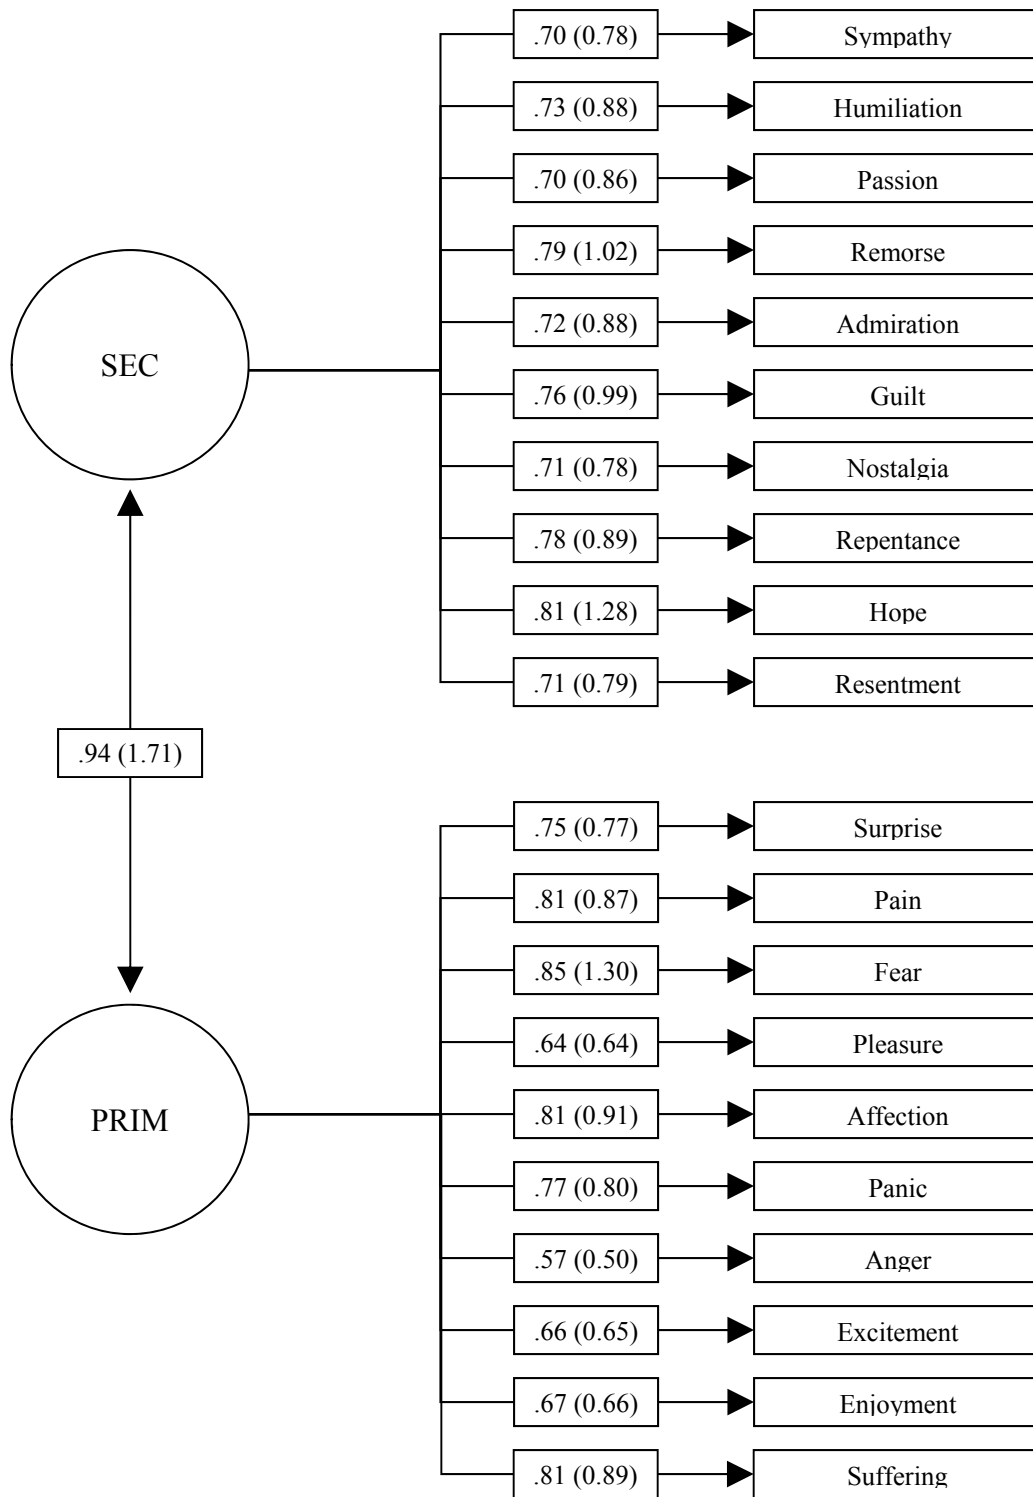 .70 (0.78) Sympathy
.73 (0.88) Humiliation
.70 (0.86) Passion
.79 (1.02) Remorse
.72 (0.88) Admiration
SEC
.76 (0.99) Guilt
.71 (0.78) Nostalgia
.78 (0.89) Repentance
.81 (1.28) Hope
.71 (0.79) Resentment
.94 (1.71)
.75 (0.77) Surprise
.81 (0.87) Pain
.85 (1.30) Fear
.64 (0.64) Pleasure
.81 (0.91) Affection
PRIM
.77 (0.80) Panic
.57 (0.50) Anger
.66 (0.65) Excitement
.67 (0.66) Enjoyment
.81 (0.89) Suffering